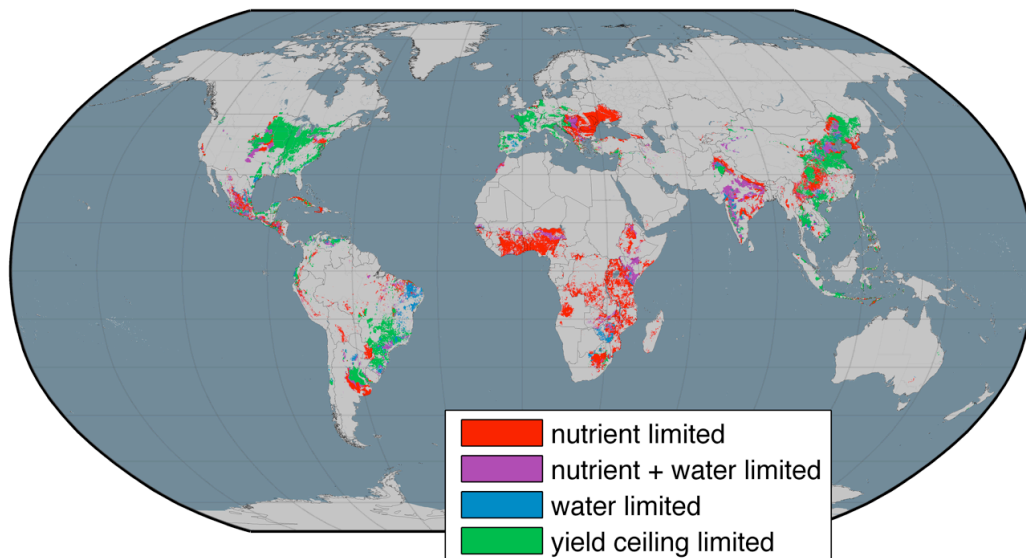 nutrient limited
nutrient + water limited
water limited
yield ceiling limited